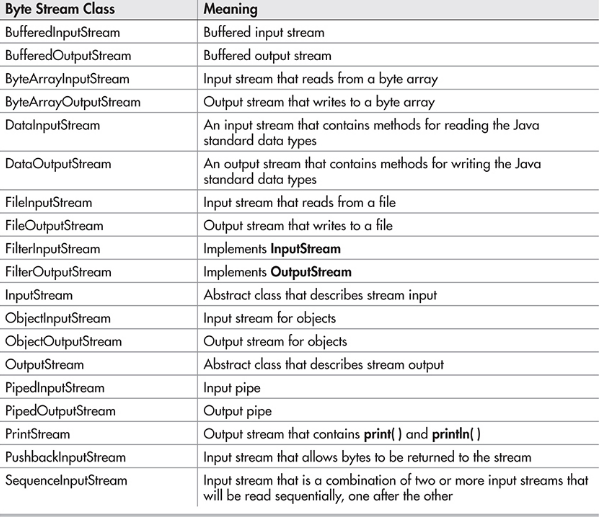 Byte Stream Class Meaning
BufferedInputStream Buffered input stream
BufferedOutputStream Buffered output stream
ByteArrayInputStream Input stream that reads from a byte array
ByteArrayOutputStream Output stream that writes to a byte array
DataInputStream An input stream that contains methods for reading the Java
standard data types
DataOutputStream An output stream that contains methods for writing the Java
standard data types
FileInputStream Input stream that reads from a file
FileOutputStream Output stream that writes to a file
FilterInputStream Implements InputStream
FilterOutputStream Implements OutputStream
InputStream Abstract class that describes stream input
ObjectInputStream Input stream for objects
ObjectOutputStream Output stream for objects
OutputStream Abstract class that describes stream output
PipedInputStream Input pipe
PipedOutputStream Output pipe
PrintStream Output stream that contains print( ) and println( )
PushbackInputStream Input stream that allows bytes to be returned to the stream
SequenceInputStream Input stream that is a combination of two or more input streams that
will be read sequentially, one after the other